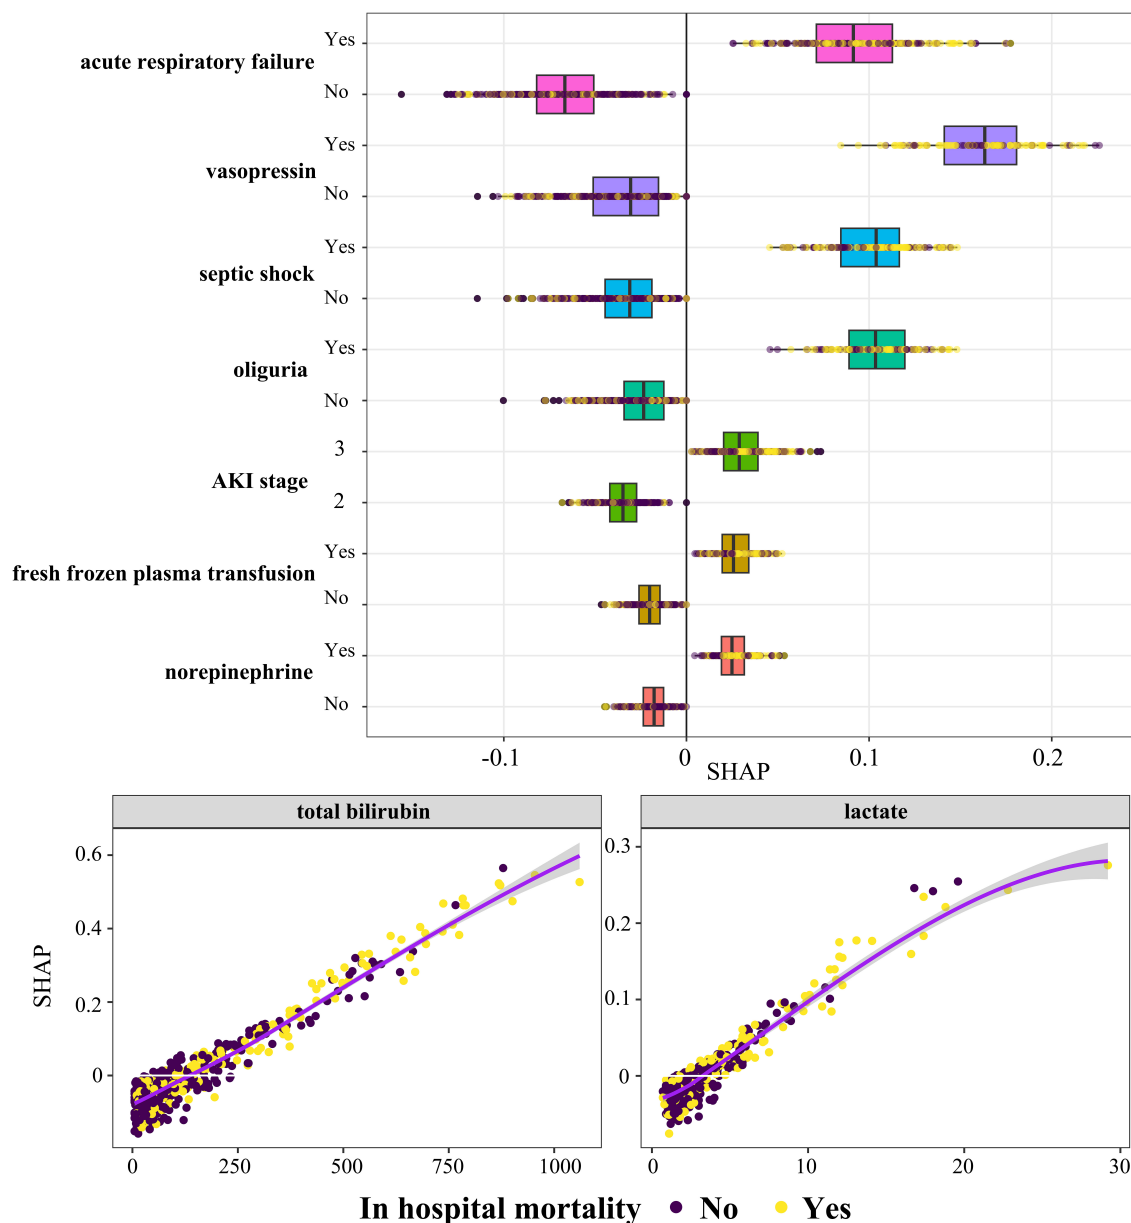 acute respiratory failure
Yes
No
vasopressin
Yes
No
septic shock
Yes
No
oliguria
Yes
No
AKI stage
3
2
fresh frozen plasma transfusion
Yes
No
norepinephrine
Yes
No
-0.1 0 0.1 0.2
SHAP
total bilirubin
SHAP
0.6
0.4
0.2
0
0 250 500 750 1000
lactate
0.3
0.2
0.1
0
0 10 20 30
In hospital mortality No Yes